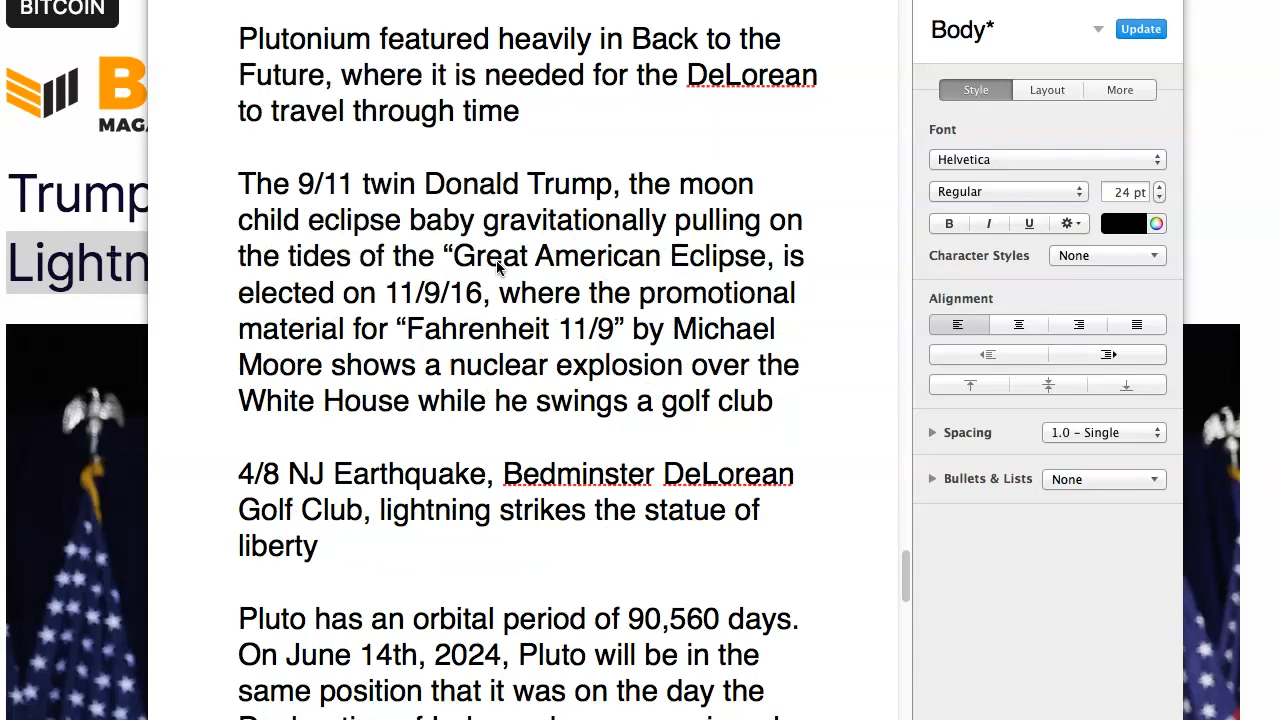 BITCOIN
B
MAGA
Trump
Lightn
Plutonium featured heavily in Back to the
Future, where it is needed for the DeLorean
to travel through time
The 9/11 twin Donald Trump, the moon
child eclipse baby gravitationally pulling on
the tides of the “Great American Eclipse, is
elected on 11/9/16, where the promotional
material for “Fahrenheit 11/9” by Michael
Moore shows a nuclear explosion over the
White House while he swings a golf club
4/8 NJ Earthquake, Bedminster DeLorean
Golf Club, lightning strikes the statue of
liberty
Pluto has an orbital period of 90,560 days.
On June 14th, 2024, Pluto will be in the
same position that it was on the day the
Body*
Update
Style Layout More
Font
Helvetica
Regular 24 pt
B I U
Character Styles None
Alignment
Spacing 1.0 – Single
Bullets & Lists None